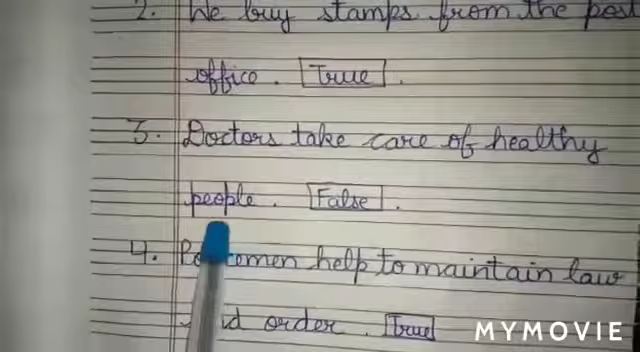 2. We buy stamps from the post
office. True.
3. Doctors take care of healthy
people. False.
4. help to maintain law
order. True
MYMOVIE